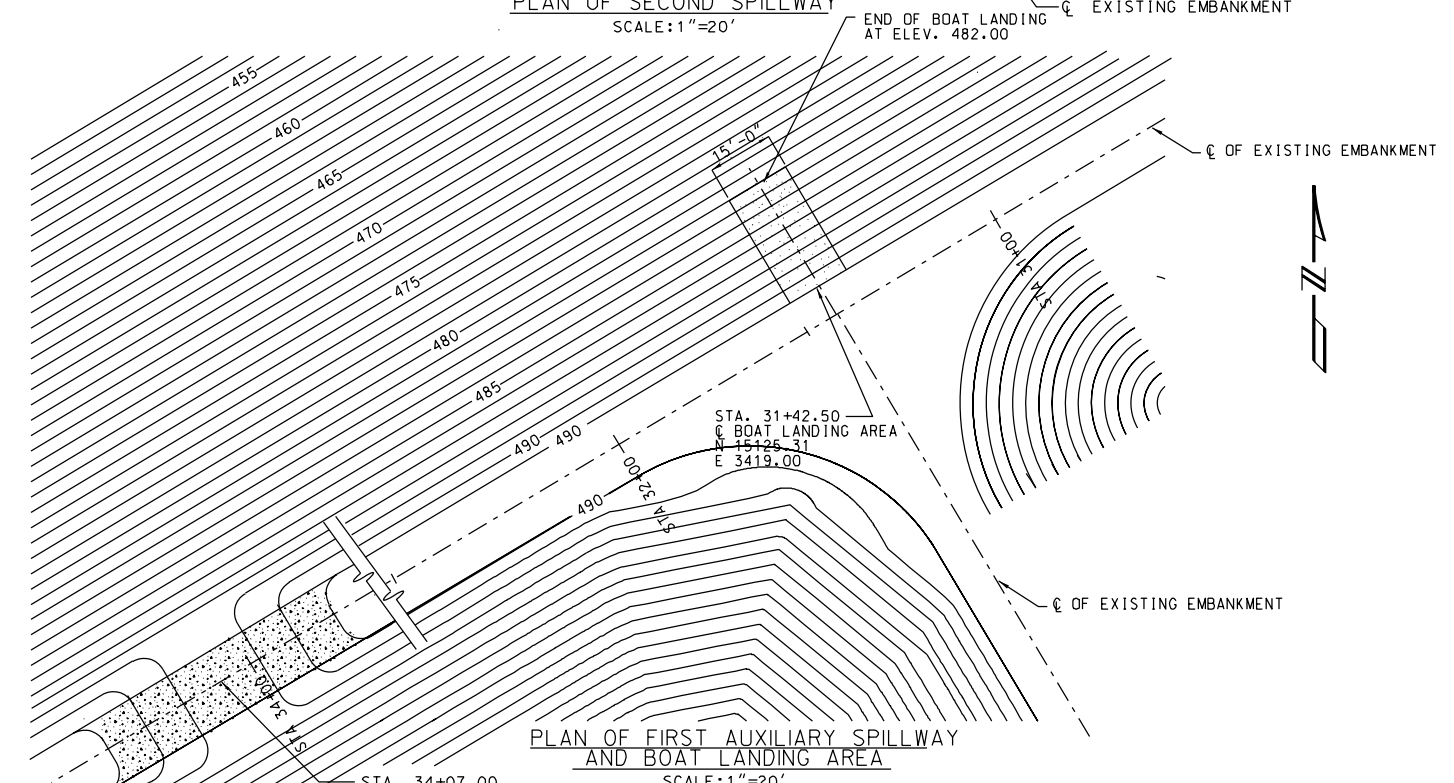 PLAN OF SECOND SPILLWAY
SCALE:1"=20'
℄ EXISTING EMBANKMENT
END OF BOAT LANDING
AT ELEV. 482.00
455
460
465
470
475
480
485
490
490
490
15'-0"
℄ OF EXISTING EMBANKMENT
STA 31+00
N
STA. 31+42.50
℄ BOAT LANDING AREA
N 15125.31
E 3419.00
STA 32+00
℄ OF EXISTING EMBANKMENT
STA 34+00
PLAN OF FIRST AUXILIARY SPILLWAY
AND BOAT LANDING AREA
SCALE:1"=20'
STA. 34+07.00